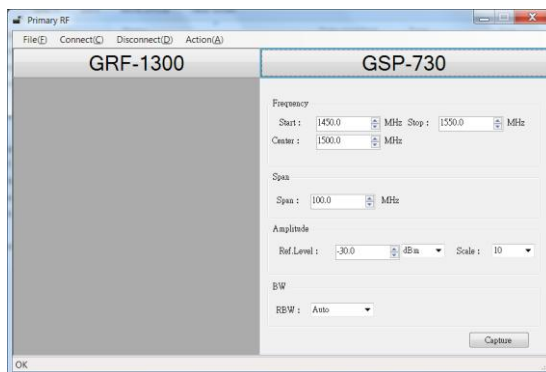 Primary RF
File(F) Connect(C) Disconnect(D) Action(A)
GRF-1300 GSP-730
Frequency
Start : 1450.0 MHz Stop : 1550.0 MHz
Center : 1500.0 MHz
Span
Span : 100.0 MHz
Amplitude
Ref.Level : -30.0 dBm Scale : 10
BW
RBW : Auto
Capture
OK